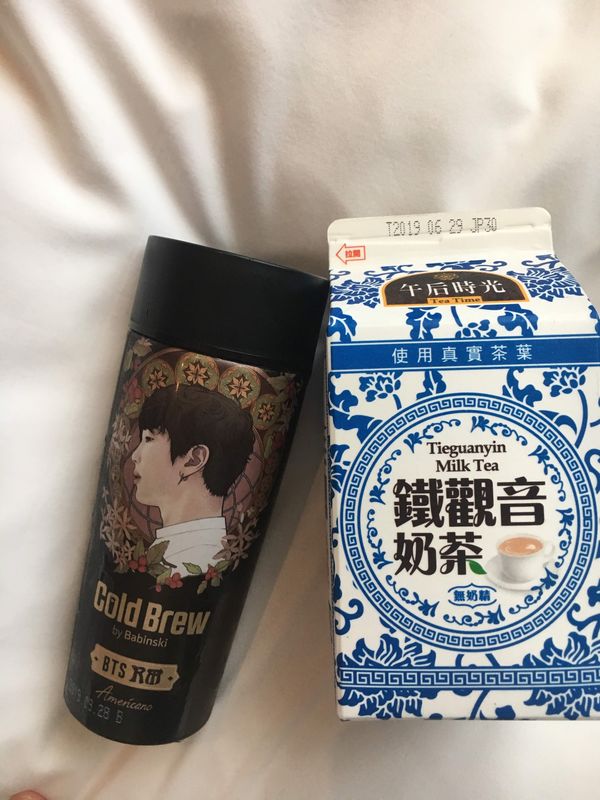 Cold Brew
by Babinski
BTS RM
Americano
T2019 06 29 JP30
拉開
午后時光
Tea Time
使用真實茶葉
Tieguanyin
Milk Tea
鐵觀音
奶茶
無奶精